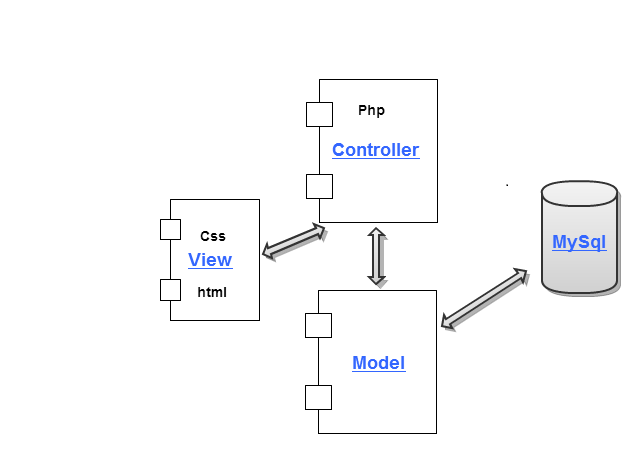 Php
Controller
Css
View
html
MySql
Model